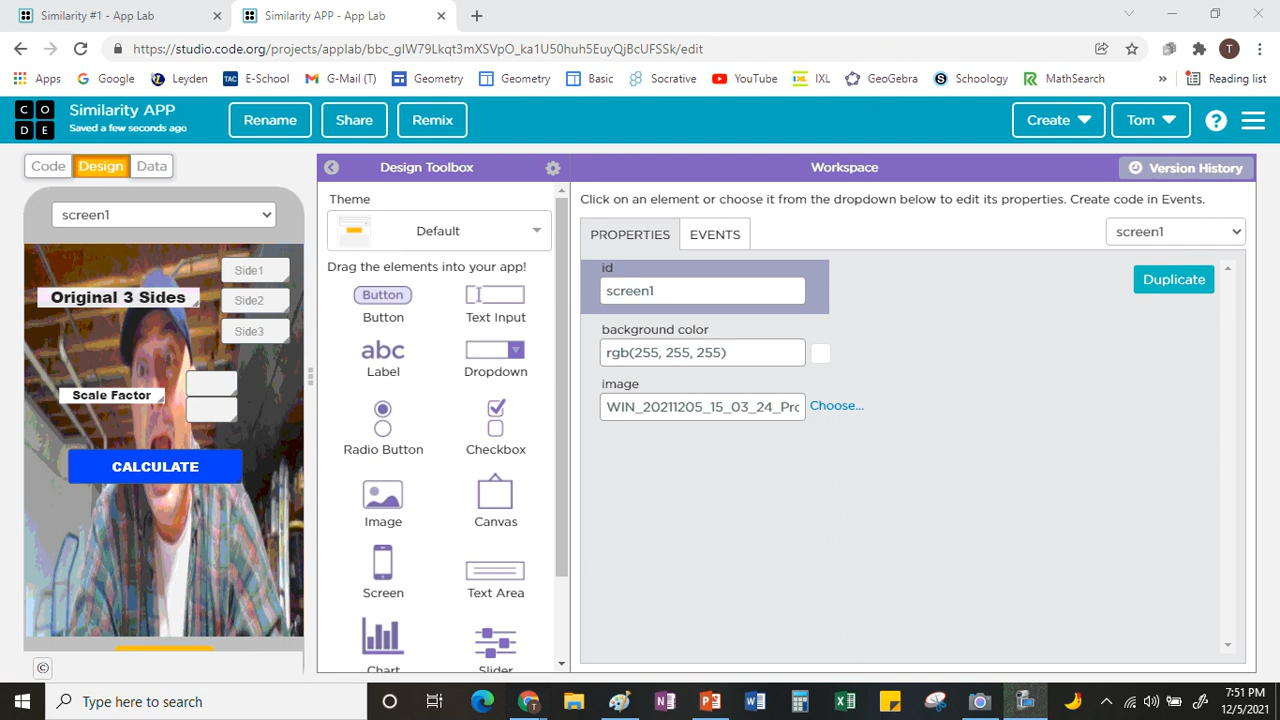 Similarity #1 - App Lab
Similarity APP - App Lab
https://studio.code.org/projects/applab/bbc_gIW79Lkqt3mXSVpO_ka1U50huh5EuyQjBcUFSSk/edit
T
Apps Google Leyden TAC E-School G-Mail (T) Geometry Geometry Basic Socrative YouTube IXL IXL GeoGebra S Schoology MathSearch » Reading list
CODE
Similarity APP
Saved a few seconds ago
Rename
Share
Remix
Create
Tom
?
Code Design Data
Design Toolbox
Workspace
Version History
screen1
Theme
Default
Drag the elements into your app!
Button
Button
Text Input
abc
Label
Dropdown
Radio Button
Checkbox
Image
Canvas
Screen
Text Area
Chart
Slider
Original 3 Sides
Side1
Side2
Side3
Scale Factor
CALCULATE
©
Click on an element or choose it from the dropdown below to edit its properties. Create code in Events.
PROPERTIES
EVENTS
screen1
id
screen1
Duplicate
background color
rgb(255, 255, 255)
image
WIN_20211205_15_03_24_Pro
Choose...
Type here to search
7:51 PM
12/5/2021